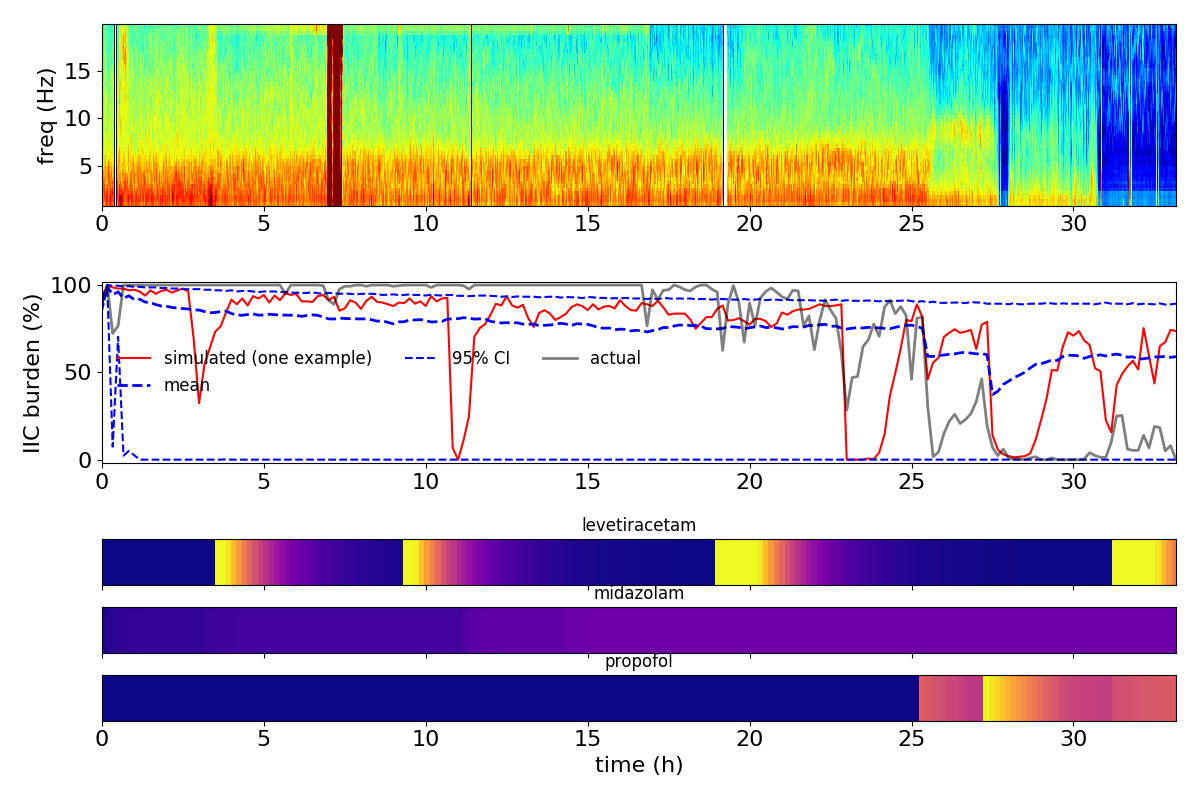 freq (Hz)
15
10
5
0 5 10 15 20 25 30
IIC burden (%)
100
50
0
simulated (one example) 95% CI actual
mean
0 5 10 15 20 25 30
levetiracetam
midazolam
propofol
0 5 10 15 20 25 30
time (h)